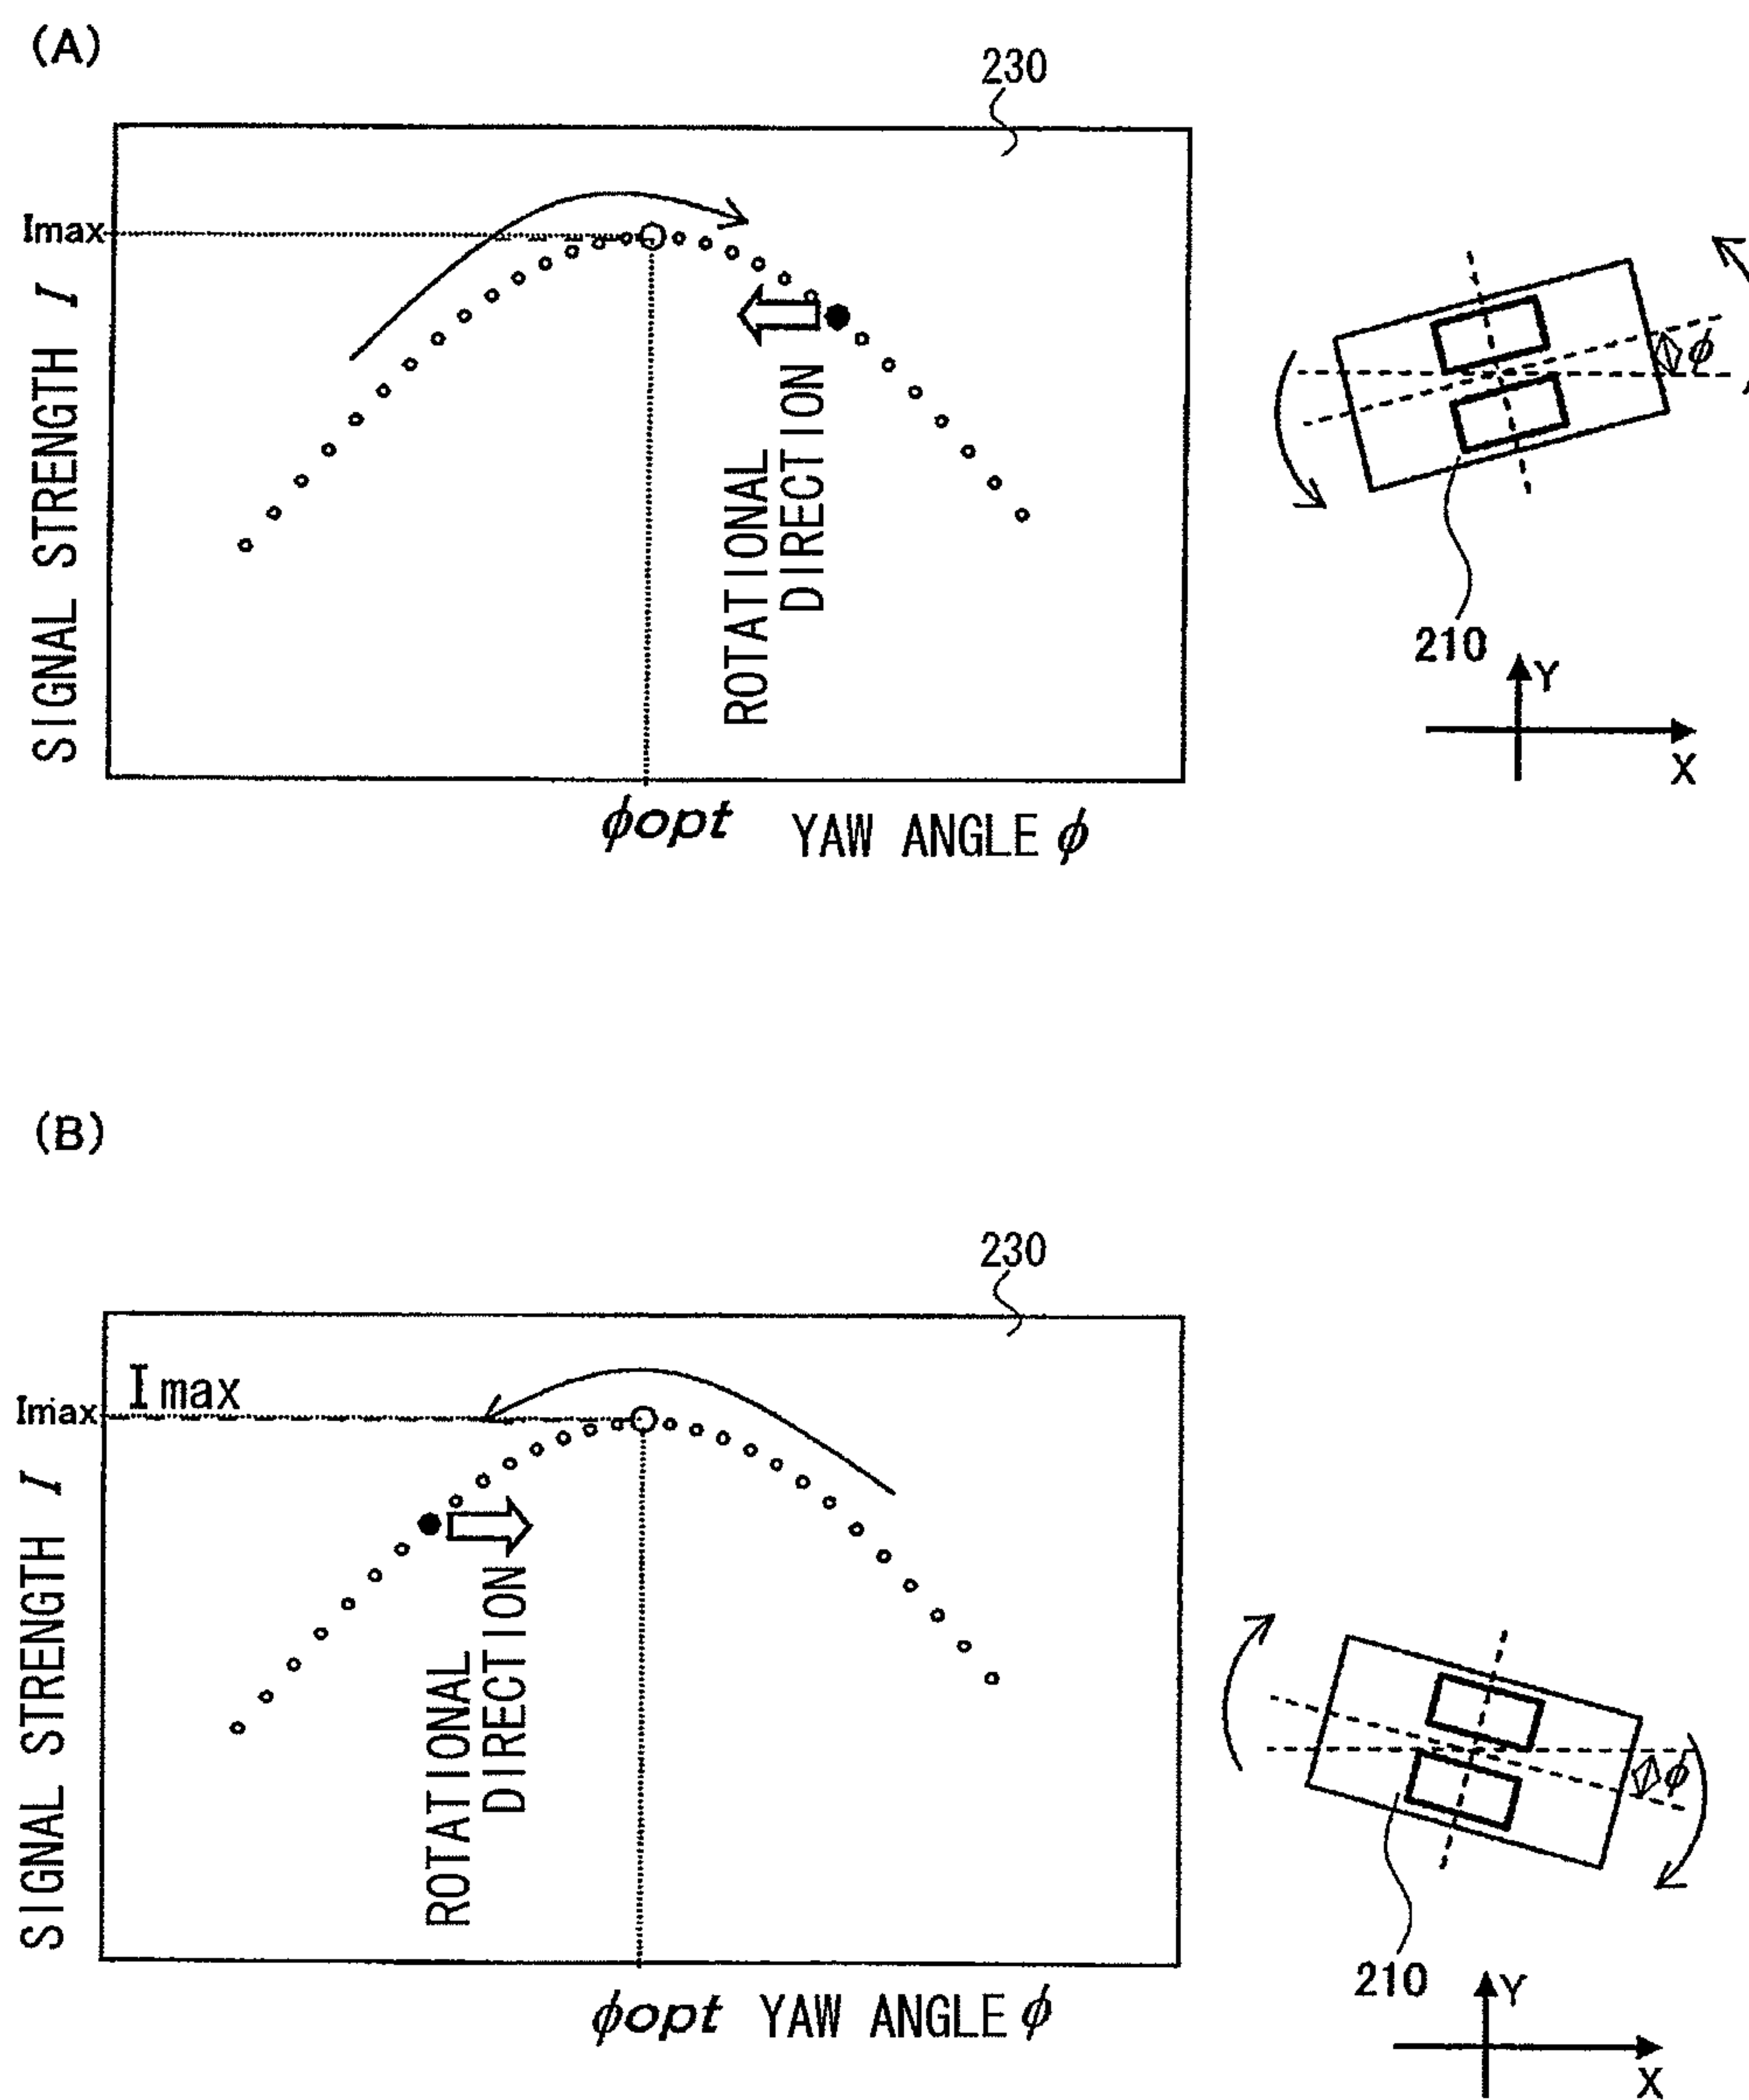 (A)
230
Imax
SIGNAL STRENGTH I
ROTATIONAL
DIRECTION
ϕ
210
Y
X
ϕopt YAW ANGLE ϕ
(B)
230
Imax
Imax
SIGNAL STRENGTH I
ROTATIONAL
DIRECTION
ϕ
210
Y
X
ϕopt YAW ANGLE ϕ